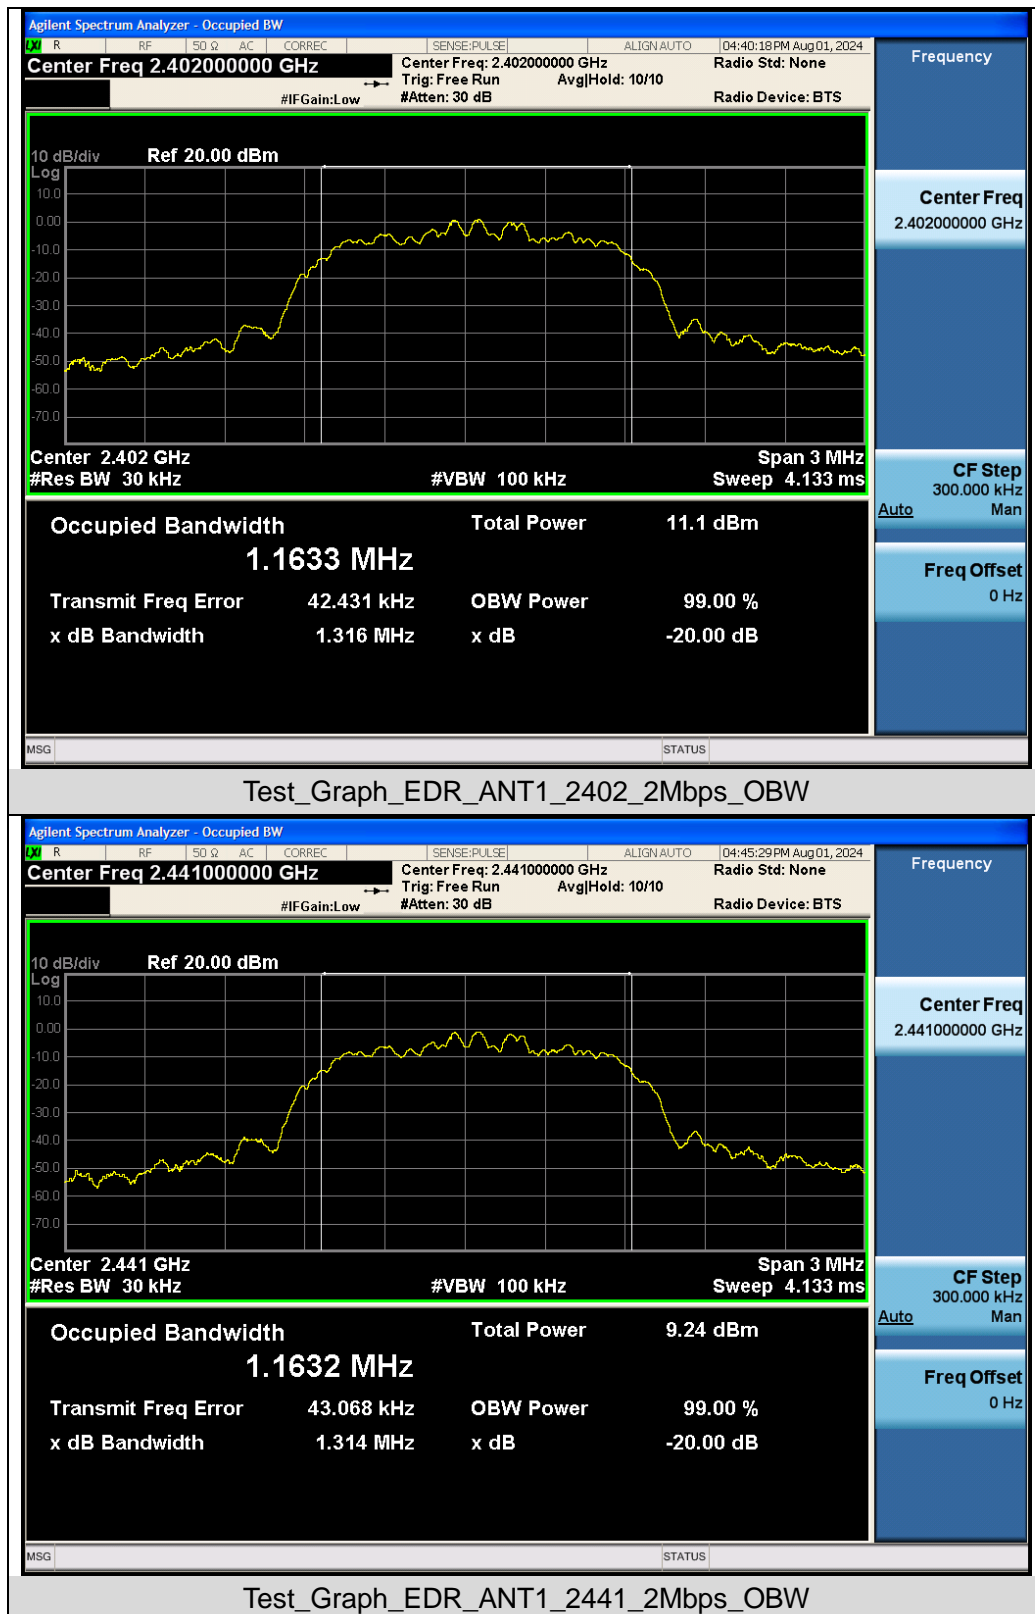 Agilent Spectrum Analyzer - Occupied BW
LXI R RF 50 Ω AC CORREC SENSE:PULSE ALIGN AUTO 04:40:18 PM Aug 01, 2024
Center Freq 2.402000000 GHz Center Freq: 2.402000000 GHz Radio Std: None
Trig: Free Run Avg|Hold: 10/10
#IFGain:Low #Atten: 30 dB Radio Device: BTS
10 dB/div Ref 20.00 dBm
Log
10.0
0.00
-10.0
-20.0
-30.0
-40.0
-50.0
-60.0
-70.0
Center 2.402 GHz Span 3 MHz
#Res BW 30 kHz #VBW 100 kHz Sweep 4.133 ms
Occupied Bandwidth Total Power 11.1 dBm
1.1633 MHz
Transmit Freq Error 42.431 kHz OBW Power 99.00 %
x dB Bandwidth 1.316 MHz x dB -20.00 dB
MSG STATUS
Frequency
Center Freq
2.402000000 GHz
CF Step
300.000 kHz
Auto Man
Freq Offset
0 Hz
Test_Graph_EDR_ANT1_2402_2Mbps_OBW
Agilent Spectrum Analyzer - Occupied BW
LXI R RF 50 Ω AC CORREC SENSE:PULSE ALIGN AUTO 04:45:29 PM Aug 01, 2024
Center Freq 2.441000000 GHz Center Freq: 2.441000000 GHz Radio Std: None
Trig: Free Run Avg|Hold: 10/10
#IFGain:Low #Atten: 30 dB Radio Device: BTS
10 dB/div Ref 20.00 dBm
Log
10.0
0.00
-10.0
-20.0
-30.0
-40.0
-50.0
-60.0
-70.0
Center 2.441 GHz Span 3 MHz
#Res BW 30 kHz #VBW 100 kHz Sweep 4.133 ms
Occupied Bandwidth Total Power 9.24 dBm
1.1632 MHz
Transmit Freq Error 43.068 kHz OBW Power 99.00 %
x dB Bandwidth 1.314 MHz x dB -20.00 dB
MSG STATUS
Frequency
Center Freq
2.441000000 GHz
CF Step
300.000 kHz
Auto Man
Freq Offset
0 Hz
Test_Graph_EDR_ANT1_2441_2Mbps_OBW